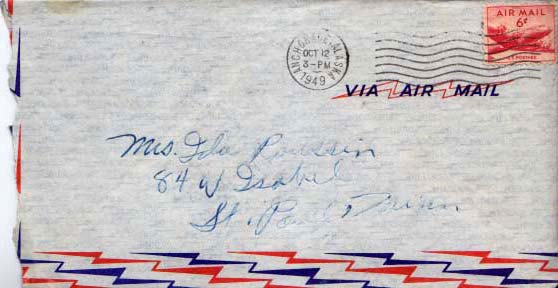 AIR MAIL
6¢
U.S. POSTAGE
ANCHORAGE, ALASKA
OCT 12
3-PM
1949
VIA AIR MAIL
Mrs. Ida
84 W Isabel
St. Paul, Minn